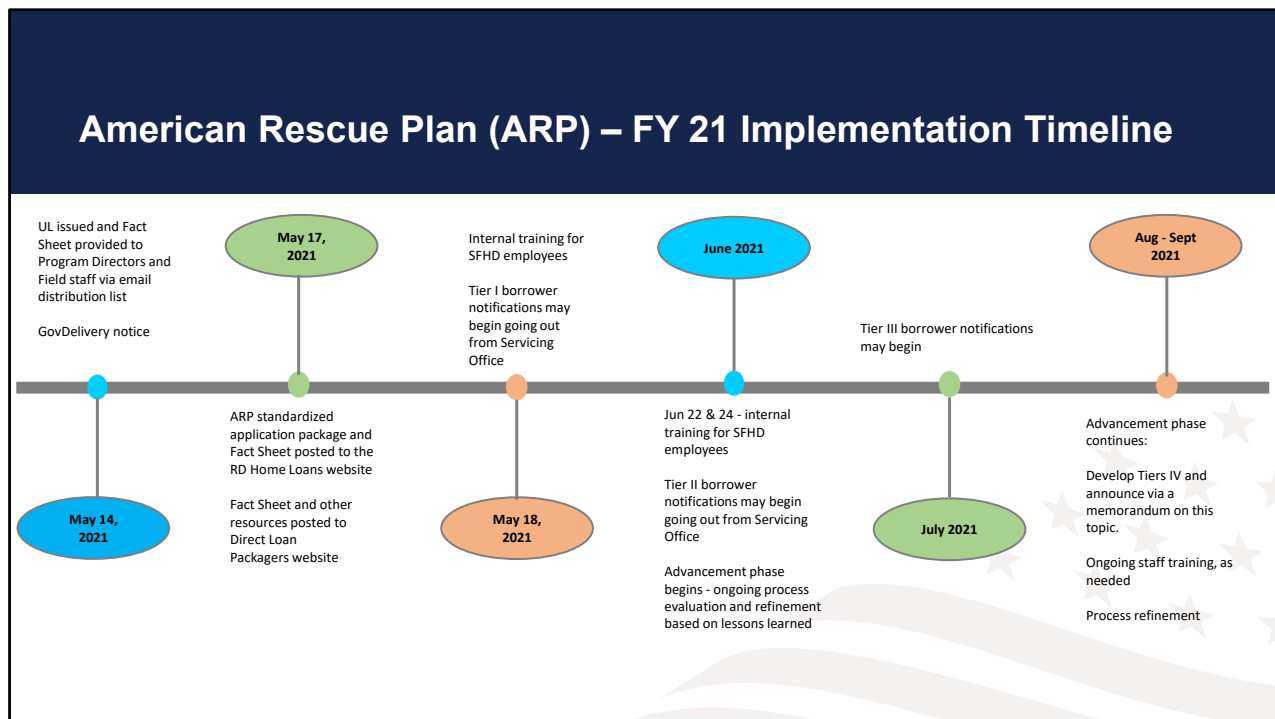 American Rescue Plan (ARP) – FY 21 Implementation Timeline
UL issued and Fact
Sheet provided to
Program Directors and
Field staff via email
distribution list
GovDelivery notice
May 14,
2021
May 17,
2021
ARP standardized
application package and
Fact Sheet posted to the
RD Home Loans website
Fact Sheet and other
resources posted to
Direct Loan
Packagers website
Internal training for
SFHD employees
Tier I borrower
notifications may
begin going out
from Servicing
Office
May 18,
2021
June 2021
Jun 22 & 24 - internal
training for SFHD
employees
Tier II borrower
notifications may begin
going out from Servicing
Office
Advancement phase
begins - ongoing process
evaluation and refinement
based on lessons learned
Tier III borrower notifications
may begin
July 2021
Aug - Sept
2021
Advancement phase
continues:
Develop Tiers IV and
announce via a
memorandum on this
topic.
Ongoing staff training, as
needed
Process refinement